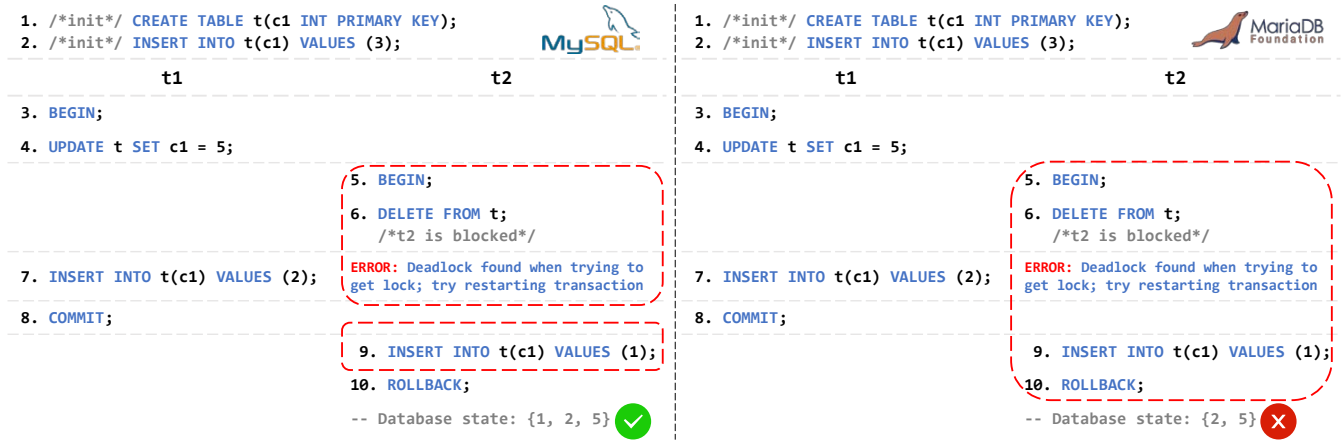 1. /*init*/ CREATE TABLE t(c1 INT PRIMARY KEY);
2. /*init*/ INSERT INTO t(c1) VALUES (3);
MySQL
t1 t2
3. BEGIN;
4. UPDATE t SET c1 = 5;
5. BEGIN;
6. DELETE FROM t;
/*t2 is blocked*/
7. INSERT INTO t(c1) VALUES (2);
ERROR: Deadlock found when trying to
get lock; try restarting transaction
8. COMMIT;
9. INSERT INTO t(c1) VALUES (1);
10. ROLLBACK;
-- Database state: {1, 2, 5}
1. /*init*/ CREATE TABLE t(c1 INT PRIMARY KEY);
2. /*init*/ INSERT INTO t(c1) VALUES (3);
MariaDB
Foundation
t1 t2
3. BEGIN;
4. UPDATE t SET c1 = 5;
5. BEGIN;
6. DELETE FROM t;
/*t2 is blocked*/
7. INSERT INTO t(c1) VALUES (2);
ERROR: Deadlock found when trying to
get lock; try restarting transaction
8. COMMIT;
9. INSERT INTO t(c1) VALUES (1);
10. ROLLBACK;
-- Database state: {2, 5}